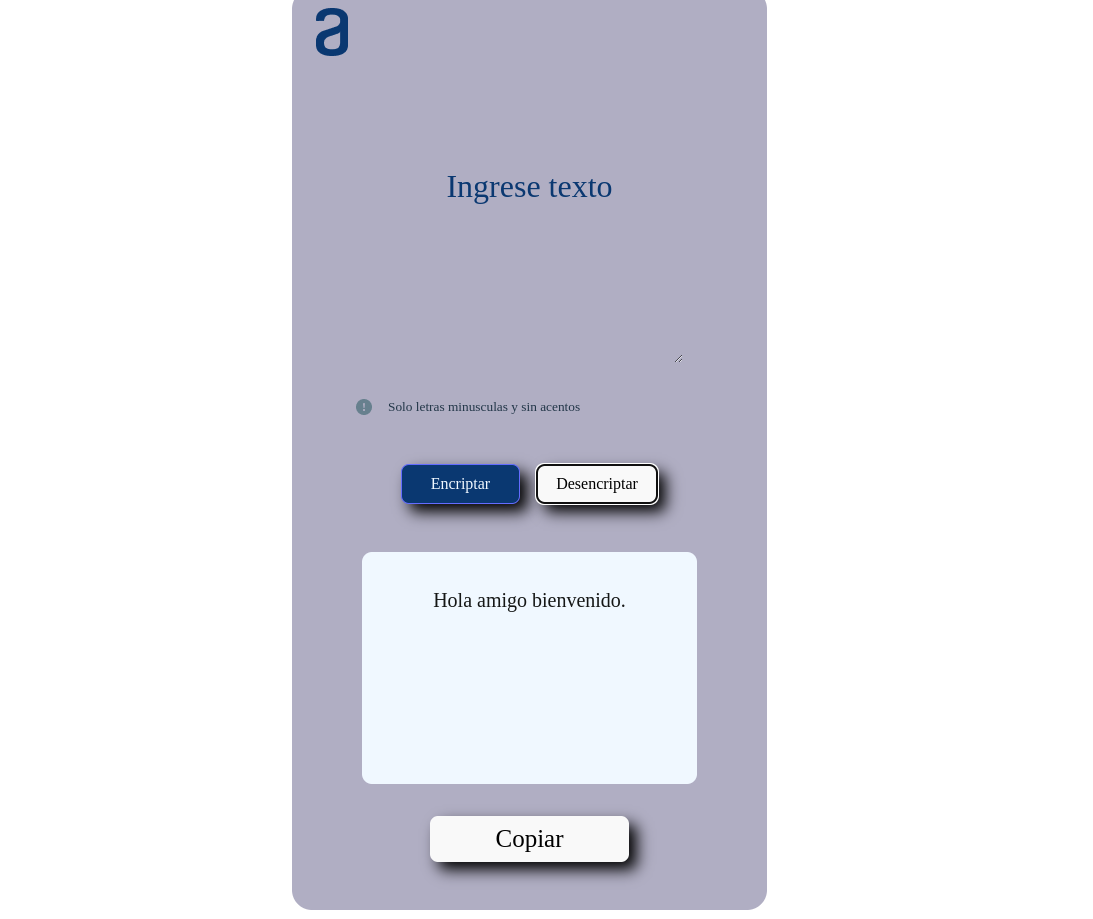 a
Ingrese texto
! Solo letras minusculas y sin acentos
Encriptar Desencriptar
Hola amigo bienvenido.
Copiar